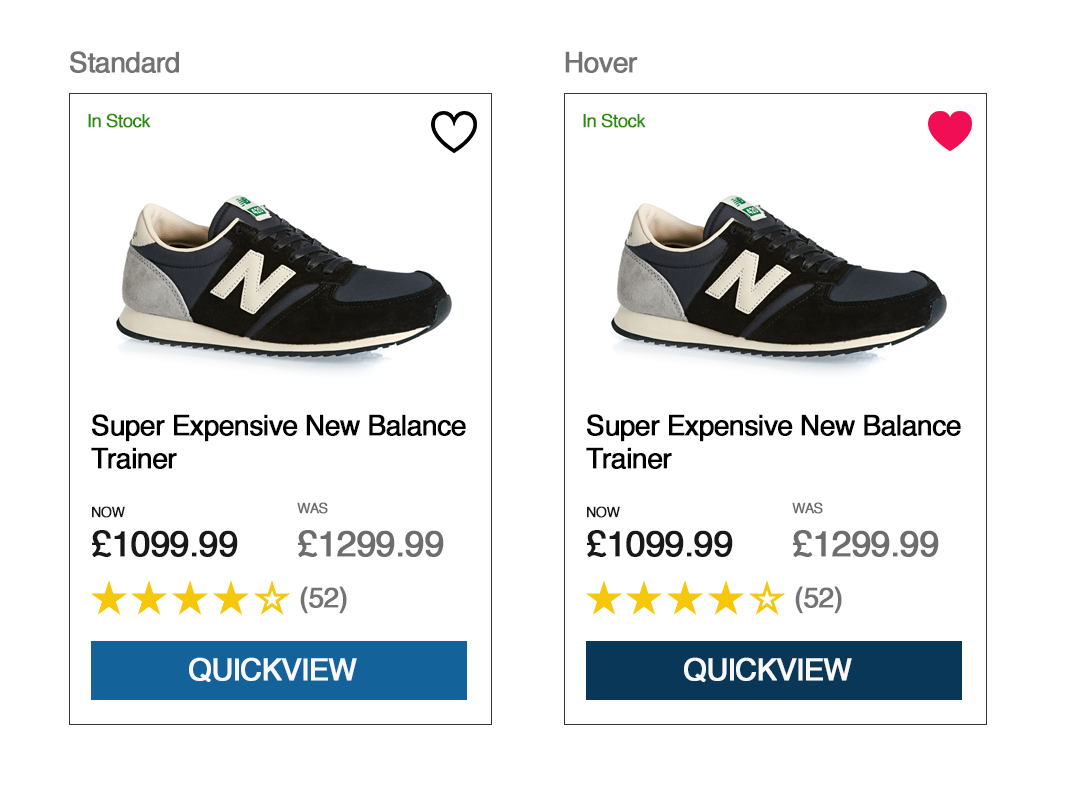 Standard
In Stock
N
Super Expensive New Balance
Trainer
NOW
WAS
£1099.99
£1299.99
(52)
QUICKVIEW
Hover
In Stock
N
Super Expensive New Balance
Trainer
NOW
WAS
£1099.99
£1299.99
(52)
QUICKVIEW